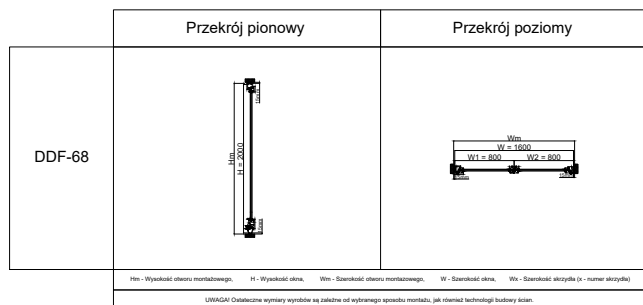 Przekrój pionowy
Przekrój poziomy
DDF-68
Hm
H = 2000
Wm
W = 1600
W1 = 800
W2 = 800
Hm - Wysokość otworu montażowego, H - Wysokość okna, Wm - Szerokość otworu montażowego, W - Szerokość okna, Wx - Szerokość skrzydła (x - numer skrzydła)
UWAGA! Ostateczne wymiary wyrobów są zależne od wybranego sposobu montażu, jak również technologii budowy ścian.